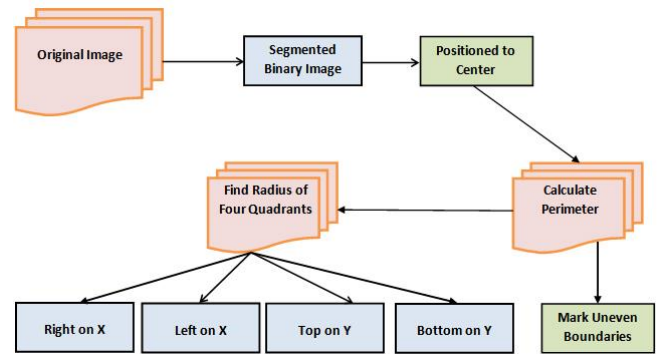 Original Image
Segmented
Binary Image
Positioned to
Center
Find Radius of
Four Quadrants
Calculate
Perimeter
Right on X
Left on X
Top on Y
Bottom on Y
Mark Uneven
Boundaries